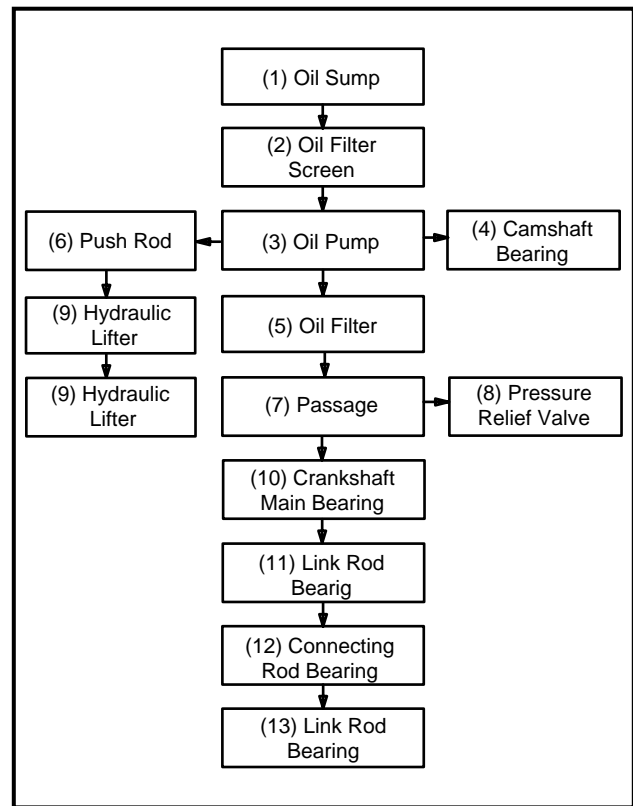 (1) Oil Sump
(2) Oil Filter
Screen
(6) Push Rod
(3) Oil Pump
(4) Camshaft
Bearing
(9) Hydraulic
Lifter
(5) Oil Filter
(9) Hydraulic
Lifter
(7) Passage
(8) Pressure
Relief Valve
(10) Crankshaft
Main Bearing
(11) Link Rod
Bearig
(12) Connecting
Rod Bearing
(13) Link Rod
Bearing